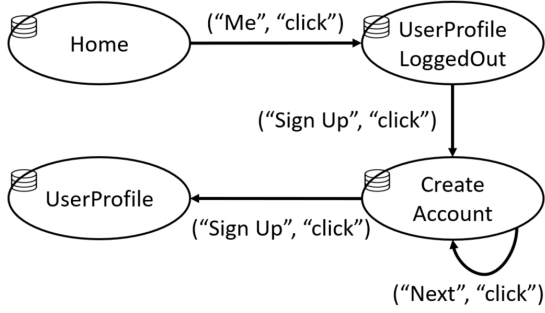 Home
(“Me”, “click”)
UserProfile
LoggedOut
(“Sign Up”, “click”)
UserProfile
Create
Account
(“Sign Up”, “click”)
(“Next”, “click”)